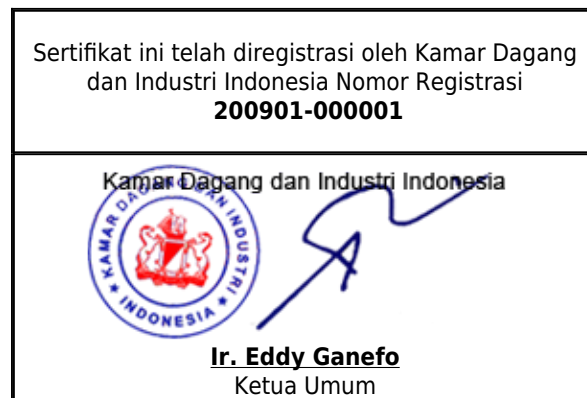 Sertifikat ini telah diregistrasi oleh Kamar Dagang
dan Industri Indonesia Nomor Registrasi
200901-000001
Kamar Dagang dan Industri Indonesia
KAMAR DAGANG DAN INDUSTRI
INDONESIA
Ir. Eddy Ganefo
Ketua Umum